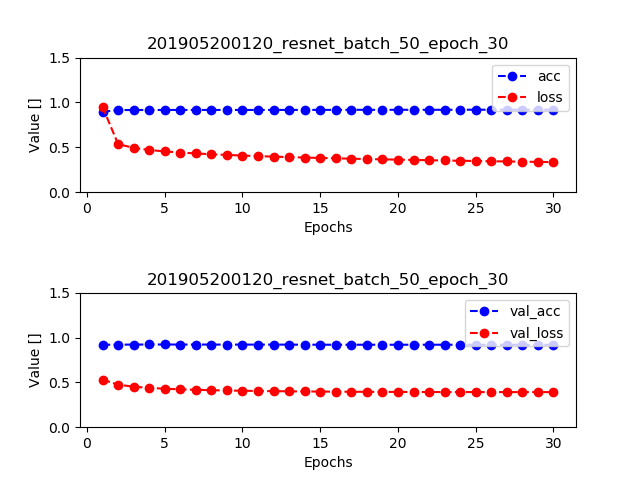 201905200120_resnet_batch_50_epoch_30
Value []
1.5
1.0
0.5
0.0
acc
loss
0 5 10 15 20 25 30
Epochs
201905200120_resnet_batch_50_epoch_30
Value []
1.5
1.0
0.5
0.0
val_acc
val_loss
0 5 10 15 20 25 30
Epochs